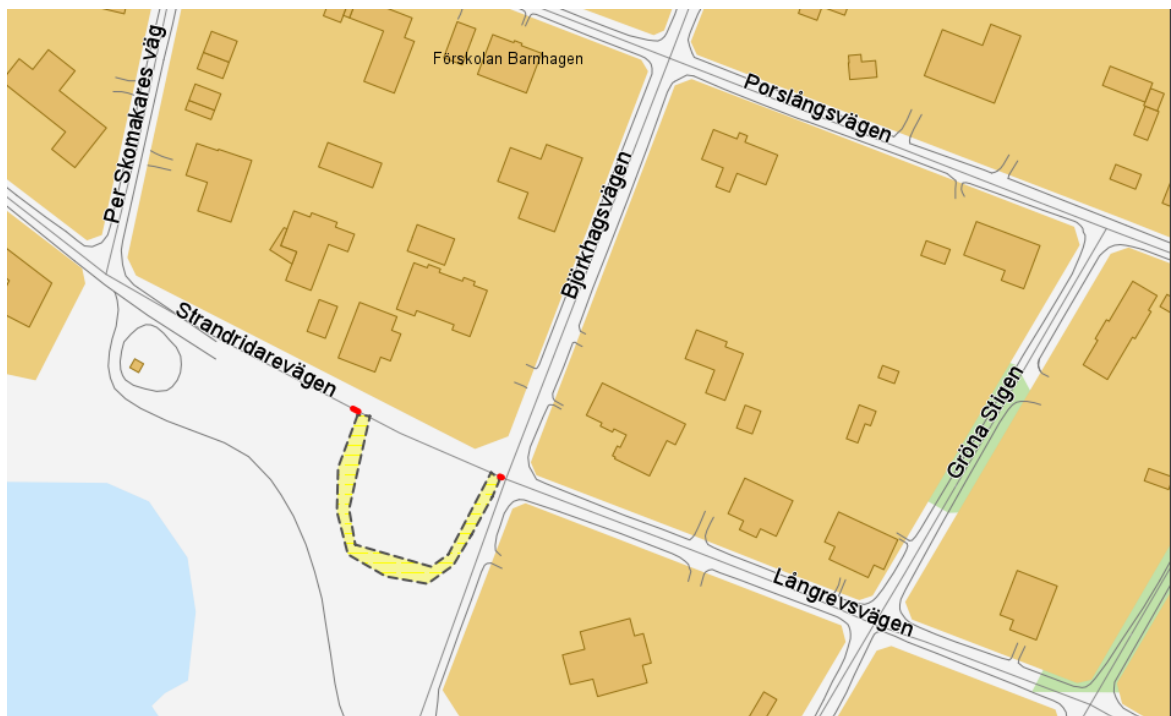 Förskolan Barnhagen
Per Skomakares väg
Porslångsvägen
Björkhagsvägen
Strandridarevägen
Gröna Stigen
Långrevsvägen